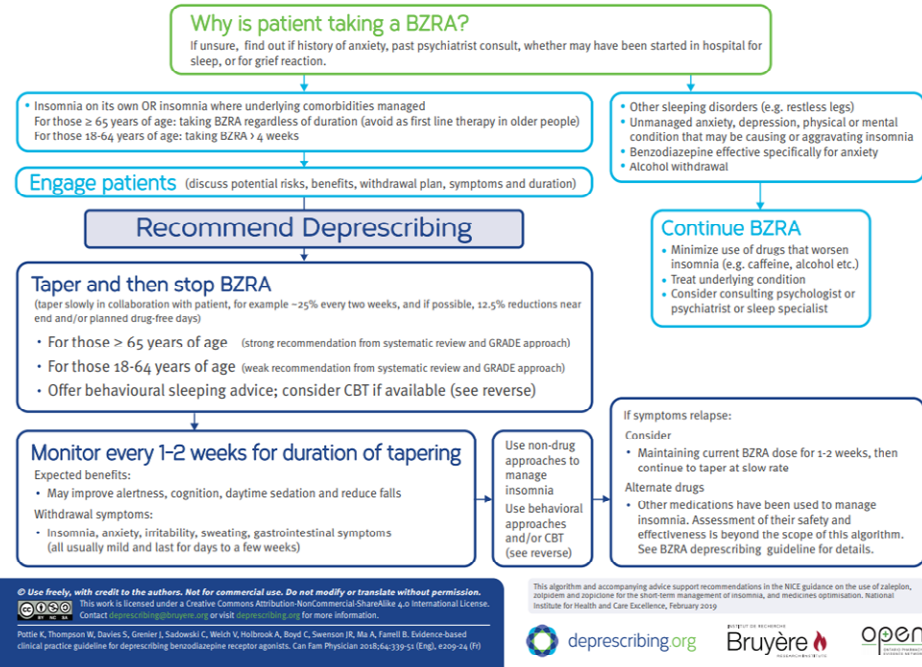 Why is patient taking a BZRA?
If unsure, find out if history of anxiety, past psychiatrist consult, whether may have been started in hospital for
sleep, or for grief reaction.
• Insomnia on its own OR insomnia where underlying comorbidities managed
For those ≥ 65 years of age: taking BZRA regardless of duration (avoid as first line therapy in older people)
For those 18-64 years of age: taking BZRA > 4 weeks
• Other sleeping disorders (e.g. restless legs)
• Unmanaged anxiety, depression, physical or mental
condition that may be causing or aggravating insomnia
• Benzodiazepine effective specifically for anxiety
• Alcohol withdrawal
Engage patients (discuss potential risks, benefits, withdrawal plan, symptoms and duration)
Recommend Deprescribing
Continue BZRA
• Minimize use of drugs that worsen
insomnia (e.g. caffeine, alcohol etc.)
• Treat underlying condition
• Consider consulting psychologist or
psychiatrist or sleep specialist
Taper and then stop BZRA
(taper slowly in collaboration with patient, for example ~25% every two weeks, and if possible, 12.5% reductions near
end and/or planned drug-free days)
• For those ≥ 65 years of age (strong recommendation from systematic review and GRADE approach)
• For those 18-64 years of age (weak recommendation from systematic review and GRADE approach)
• Offer behavioural sleeping advice; consider CBT if available (see reverse)
Monitor every 1-2 weeks for duration of tapering
Expected benefits:
• May improve alertness, cognition, daytime sedation and reduce falls
Withdrawal symptoms:
• Insomnia, anxiety, irritability, sweating, gastrointestinal symptoms
(all usually mild and last for days to a few weeks)
Use non-drug
approaches to
manage
insomnia
Use behavioral
approaches
and/or CBT
(see reverse)
If symptoms relapse:
Consider
• Maintaining current BZRA dose for 1-2 weeks, then
continue to taper at slow rate
Alternate drugs
• Other medications have been used to manage
insomnia. Assessment of their safety and
effectiveness is beyond the scope of this algorithm.
See BZRA deprescribing guideline for details.
© Use freely, with credit to the authors. Not for commercial use. Do not modify or translate without permission.
This work is licensed under a Creative Commons Attribution-NonCommercial-ShareAlike 4.0 International License.
Contact deprescribing@bruyere.org or visit deprescribing.org for more information.
cc BY NC SA
Pottie K, Thompson W, Davies S, Grenier J, Sadowski C, Welch V, Holbrook A, Boyd C, Swenson JR, Ma A, Farrell B. Evidence-based
clinical practice guideline for deprescribing benzodiazepine receptor agonists. Can Fam Physician 2018;64:339-51 (Eng), e209-24 (Fr)
This algorithm and accompanying advice support recommendations in the NICE guidance on the use of zaleplon,
zolpidem and zopiclone for the short-term management of insomnia, and medicines optimisation. National
Institute for Health and Care Excellence, February 2019
deprescribing.org
INSTITUT DE RECHERCHE
Bruyère
RESEARCH INSTITUTE
open